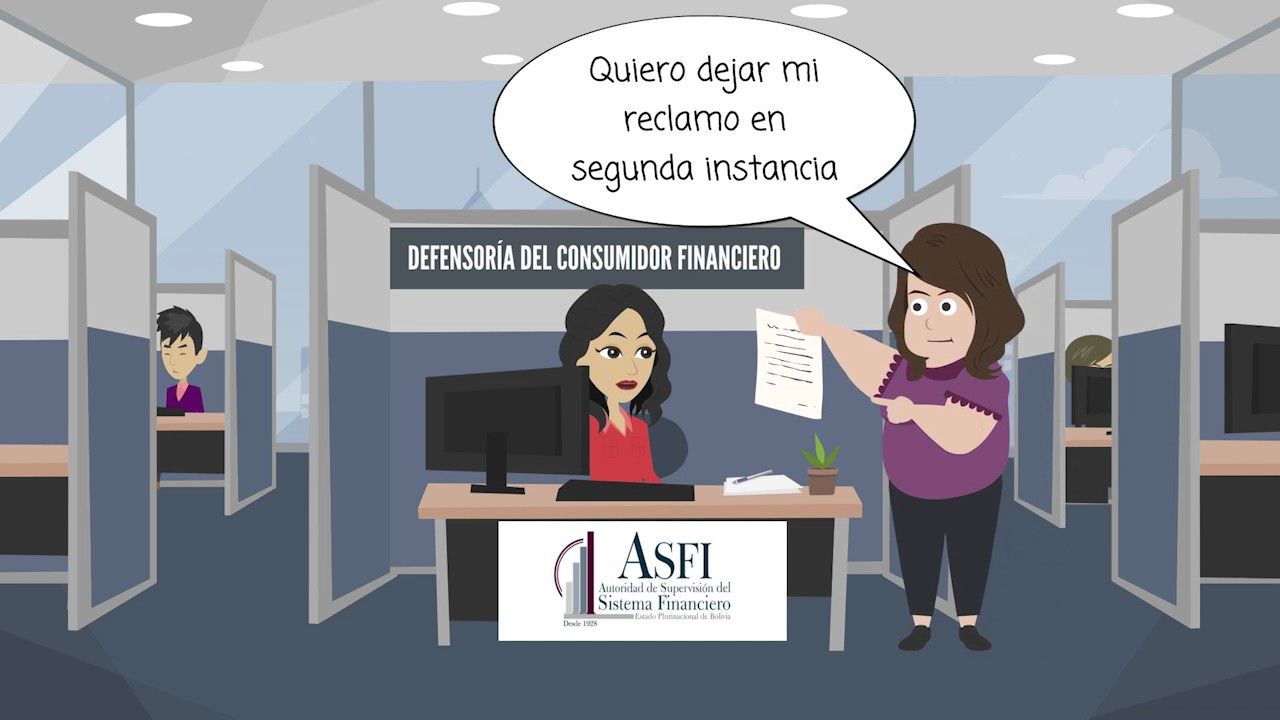 Quiero dejar mi
reclamo en
segunda instancia
DEFENSORÍA DEL CONSUMIDOR FINANCIERO
ASFI
Autoridad de Supervisión del
Sistema Financiero
Estado Plurinacional de Bolivia
Desde 1928